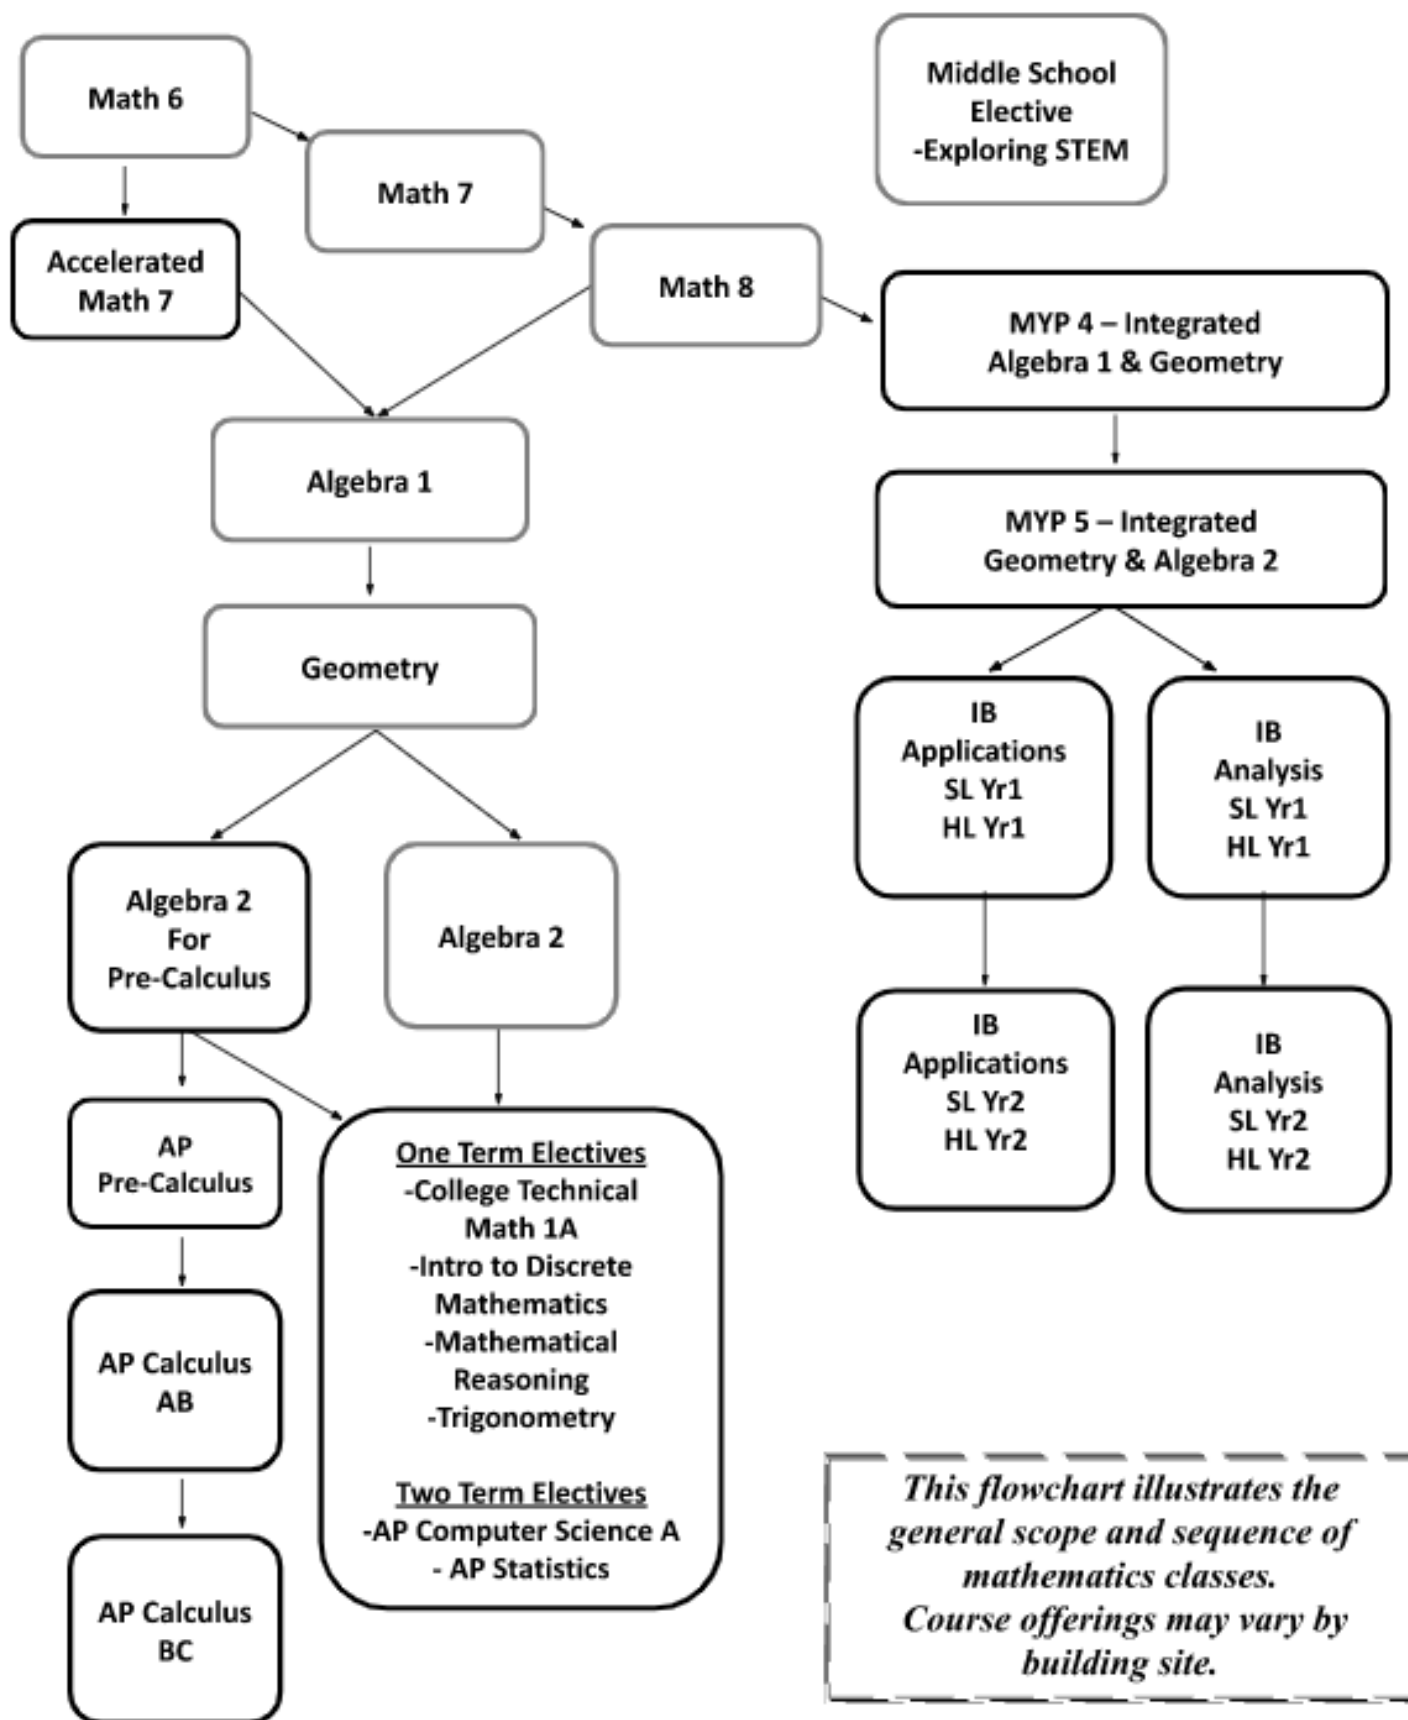 Math 6
Middle School
Elective
-Exploring STEM
Math 7
Accelerated
Math 7
Math 8
MYP 4 – Integrated
Algebra 1 & Geometry
Algebra 1
MYP 5 – Integrated
Geometry & Algebra 2
Geometry
IB
Applications
SL Yr1
HL Yr1
IB
Analysis
SL Yr1
HL Yr1
Algebra 2
For
Pre-Calculus
Algebra 2
IB
Applications
SL Yr2
HL Yr2
IB
Analysis
SL Yr2
HL Yr2
AP
Pre-Calculus
One Term Electives
-College Technical
Math 1A
-Intro to Discrete
Mathematics
-Mathematical
Reasoning
-Trigonometry
Two Term Electives
-AP Computer Science A
- AP Statistics
AP Calculus
AB
AP Calculus
BC
This flowchart illustrates the
general scope and sequence of
mathematics classes.
Course offerings may vary by
building site.